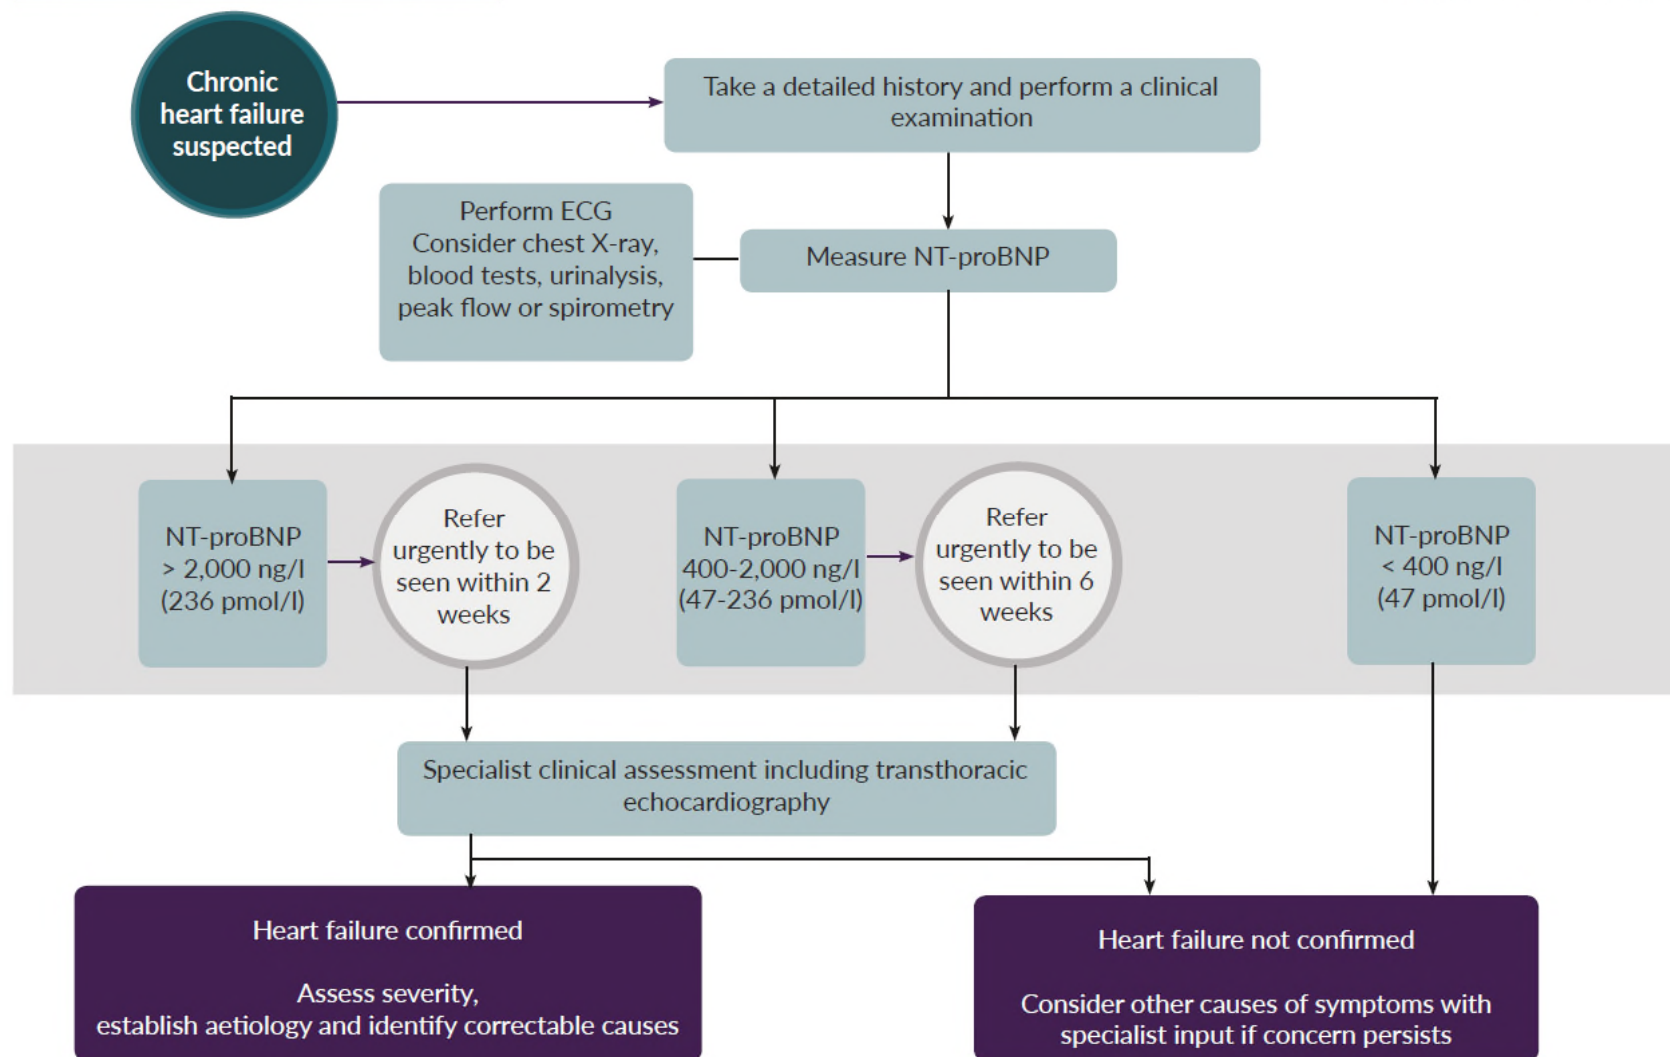 Chronic
heart failure
suspected
Take a detailed history and perform a clinical
examination
Perform ECG
Consider chest X-ray,
blood tests, urinalysis,
peak flow or spirometry
Measure NT-proBNP
NT-proBNP
> 2,000 ng/l
(236 pmol/l)
Refer
urgently to be
seen within 2
weeks
NT-proBNP
400-2,000 ng/l
(47-236 pmol/l)
Refer
urgently to be
seen within 6
weeks
NT-proBNP
< 400 ng/l
(47 pmol/l)
Specialist clinical assessment including transthoracic
echocardiography
Heart failure confirmed
Assess severity,
establish aetiology and identify correctable causes
Heart failure not confirmed
Consider other causes of symptoms with
specialist input if concern persists